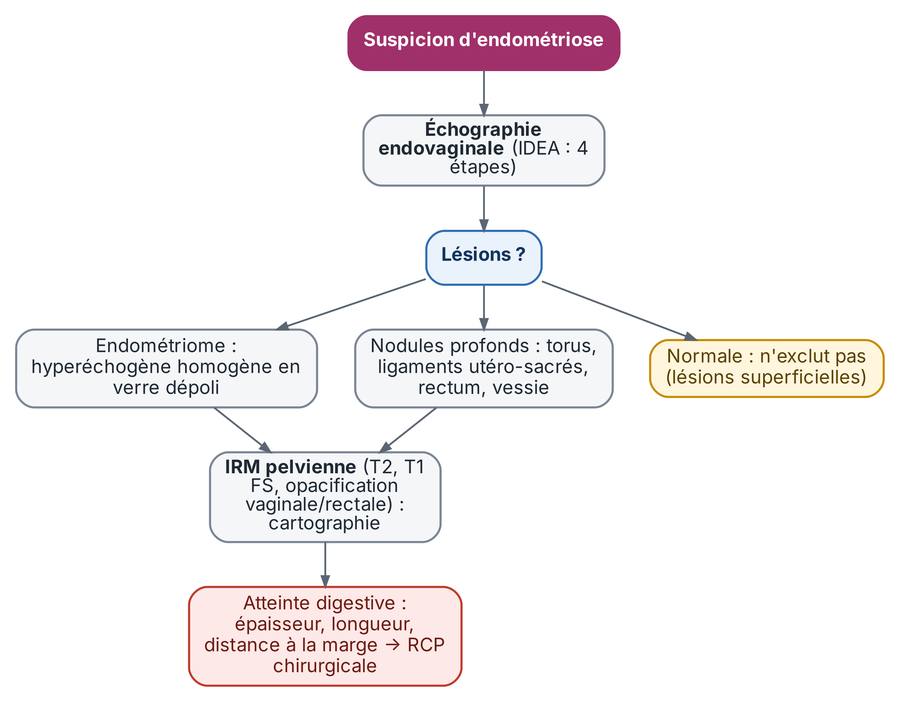 Suspicion d'endométriose
Échographie
endovaginale (IDEA : 4
étapes)
Lésions ?
Endométriome :
hyperéchogène homogène en
verre dépoli
Nodules profonds : torus,
ligaments utéro-sacrés,
rectum, vessie
Normale : n'exclut pas
(lésions superficielles)
IRM pelvienne (T2, T1
FS, opacification
vaginale/rectale) :
cartographie
Atteinte digestive :
épaisseur, longueur,
distance à la marge → RCP
chirurgicale